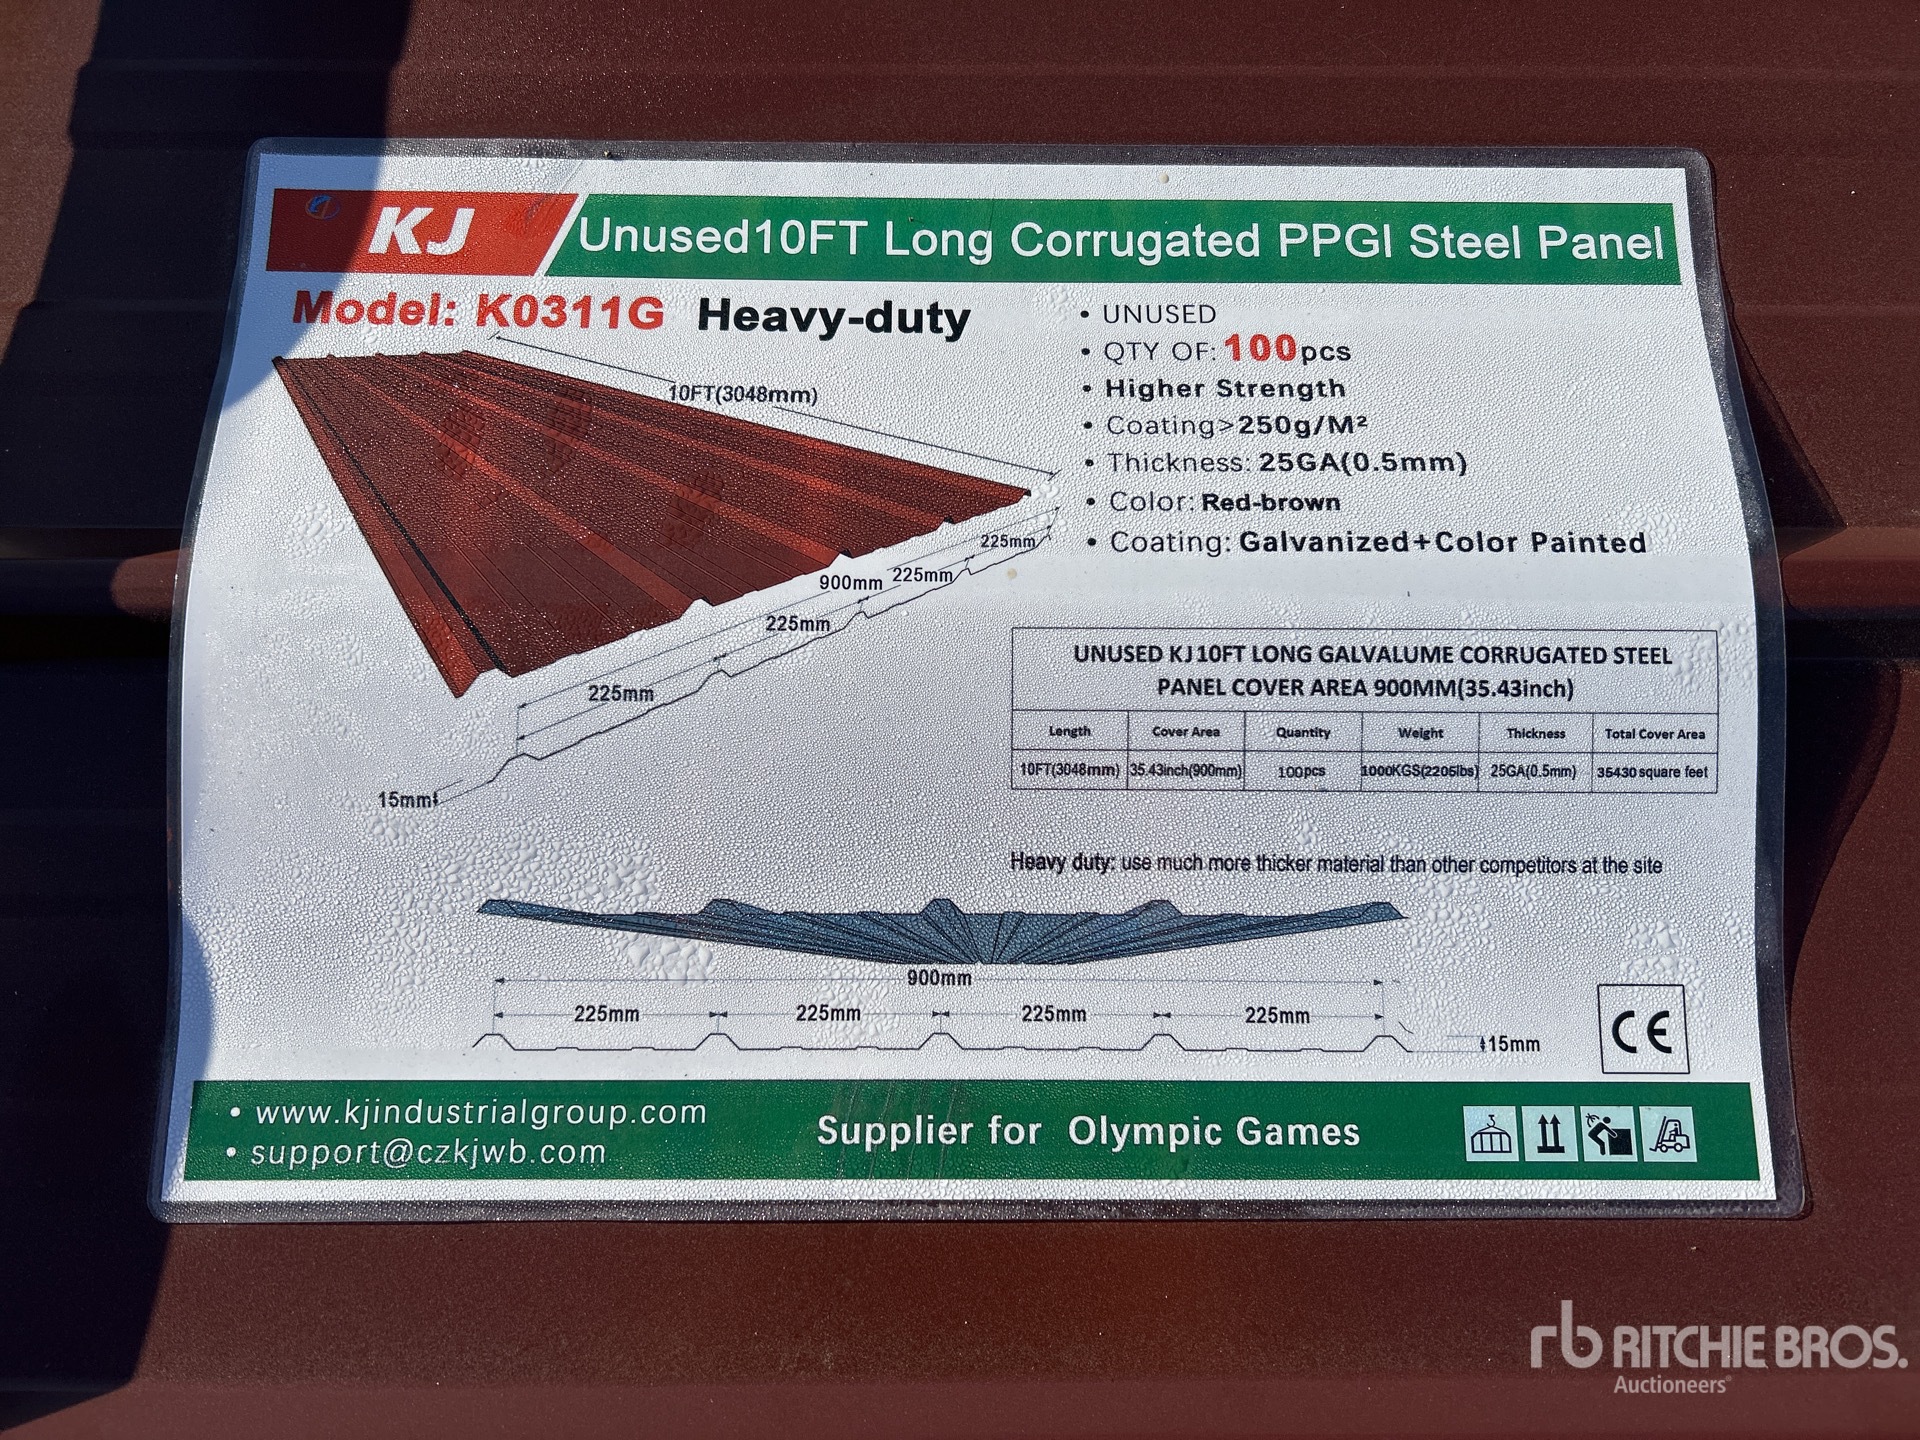 KJ
Unused10FT Long Corrugated PPGI Steel Panel
Model: K0311G Heavy-duty
• UNUSED
• QTY OF: 100pcs
• Higher Strength
• Coating>250g/M²
• Thickness: 25GA(0.5mm)
• Color: Red-brown
• Coating: Galvanized+Color Painted
10FT(3048mm)
225mm
900mm
225mm
225mm
225mm
15mm
UNUSED KJ 10FT LONG GALVALUME CORRUGATED STEEL
PANEL COVER AREA 900MM(35.43inch)
Length Cover Area Quantity Weight Thickness Total Cover Area
10FT(3048mm) 35.43inch(900mm) 100pcs 1000KGS(2205lbs) 25GA(0.5mm) 35430 square feet
Heavy duty: use much more thicker material than other competitors at the site
900mm
225mm 225mm 225mm 225mm
15mm
CE
• www.kjindustrialgroup.com
• support@czkjwb.com
Supplier for Olympic Games
rb RITCHIE BROS.
Auctioneers®